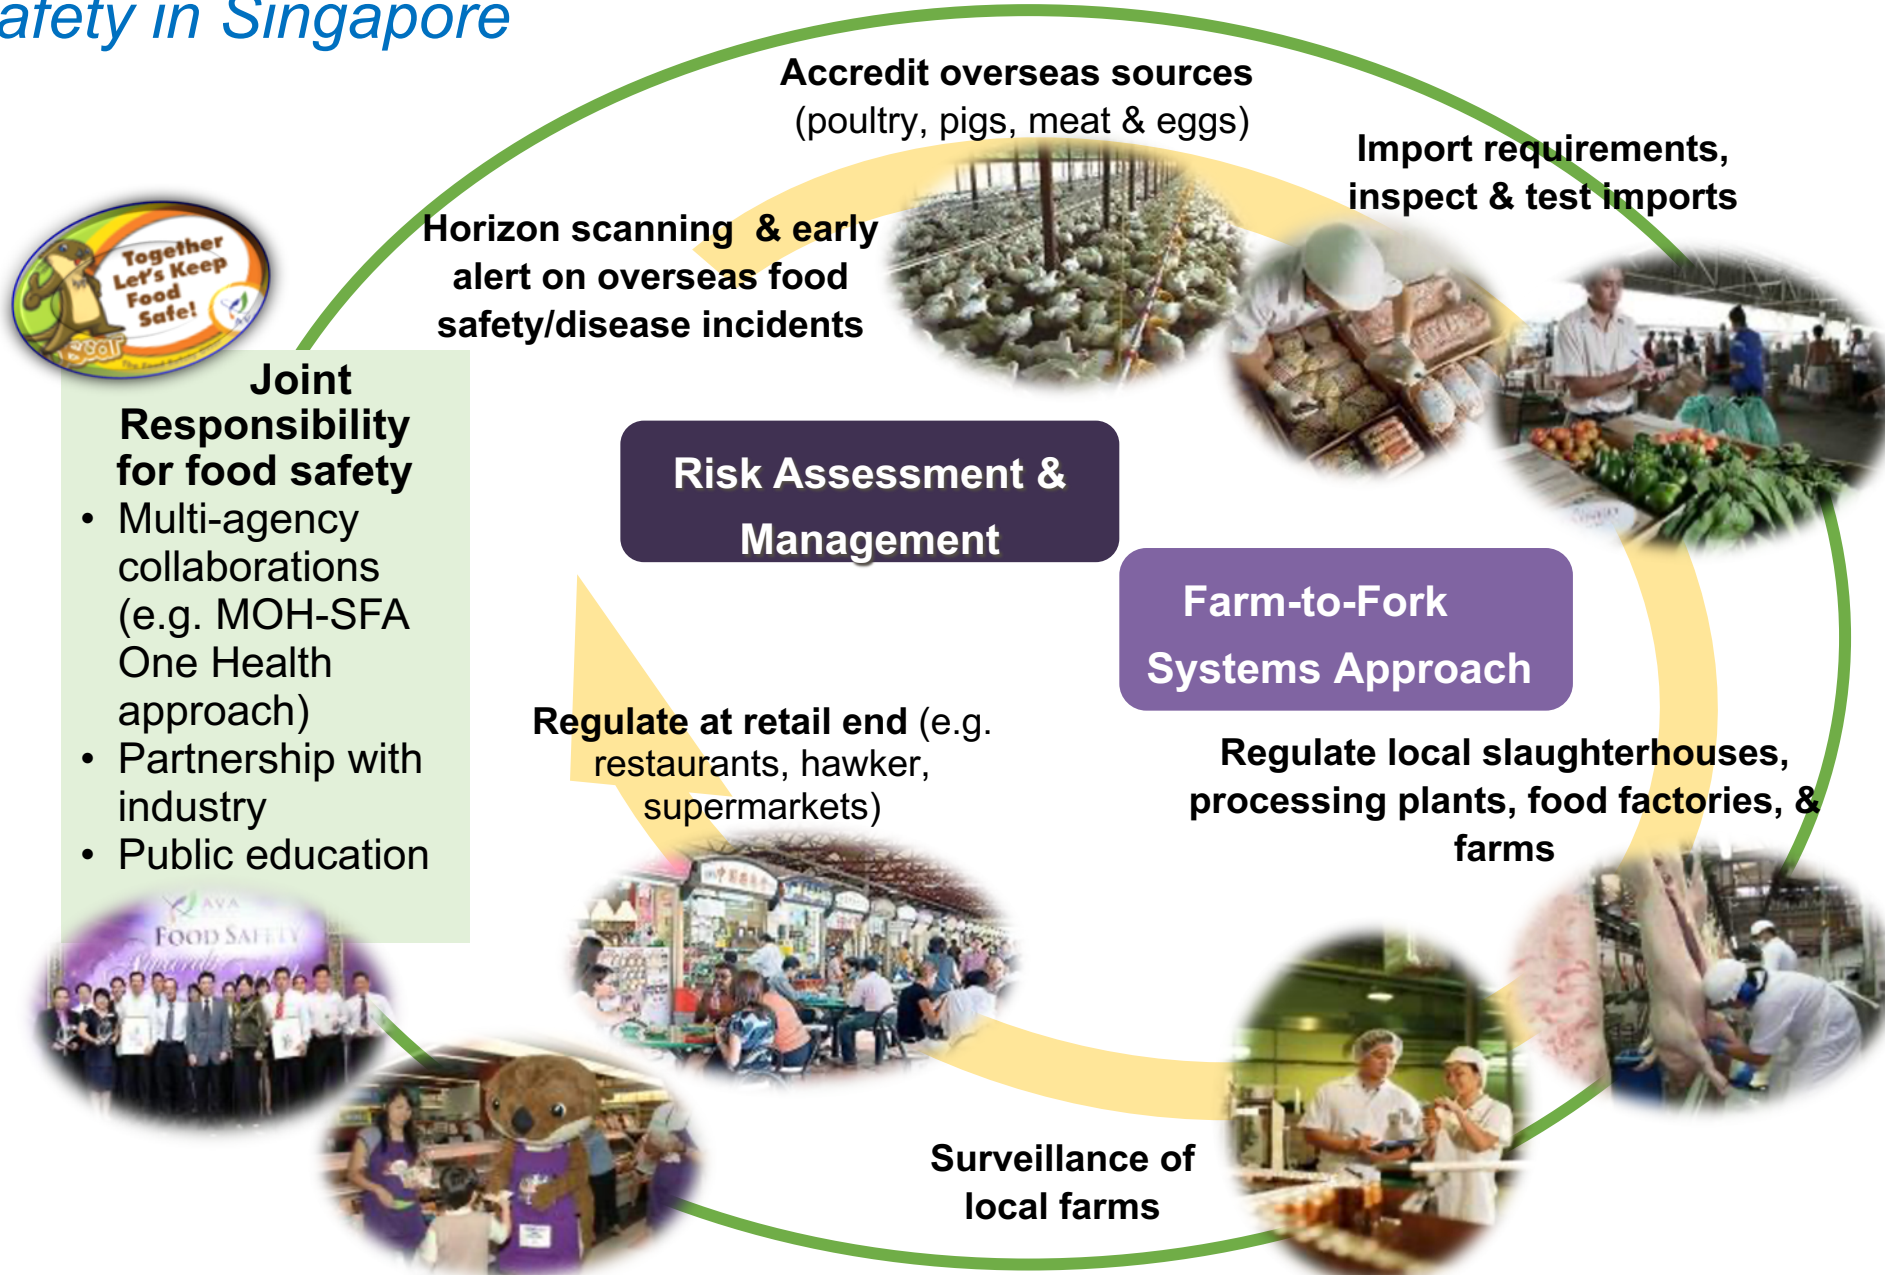 afety in Singapore
Accredit overseas sources
(poultry, pigs, meat & eggs)
Import requirements,
inspect & test imports
Horizon scanning & early
alert on overseas food
safety/disease incidents
Together
Let's Keep
Food
Safe!
Joint
Responsibility
for food safety
• Multi-agency
collaborations
(e.g. MOH-SFA
One Health
approach)
• Partnership with
industry
• Public education
Risk Assessment &
Management
Farm-to-Fork
Systems Approach
Regulate at retail end (e.g.
restaurants, hawker,
supermarkets)
Regulate local slaughterhouses,
processing plants, food factories, &
farms
AVA
FOOD SAFETY
Surveillance of
local farms